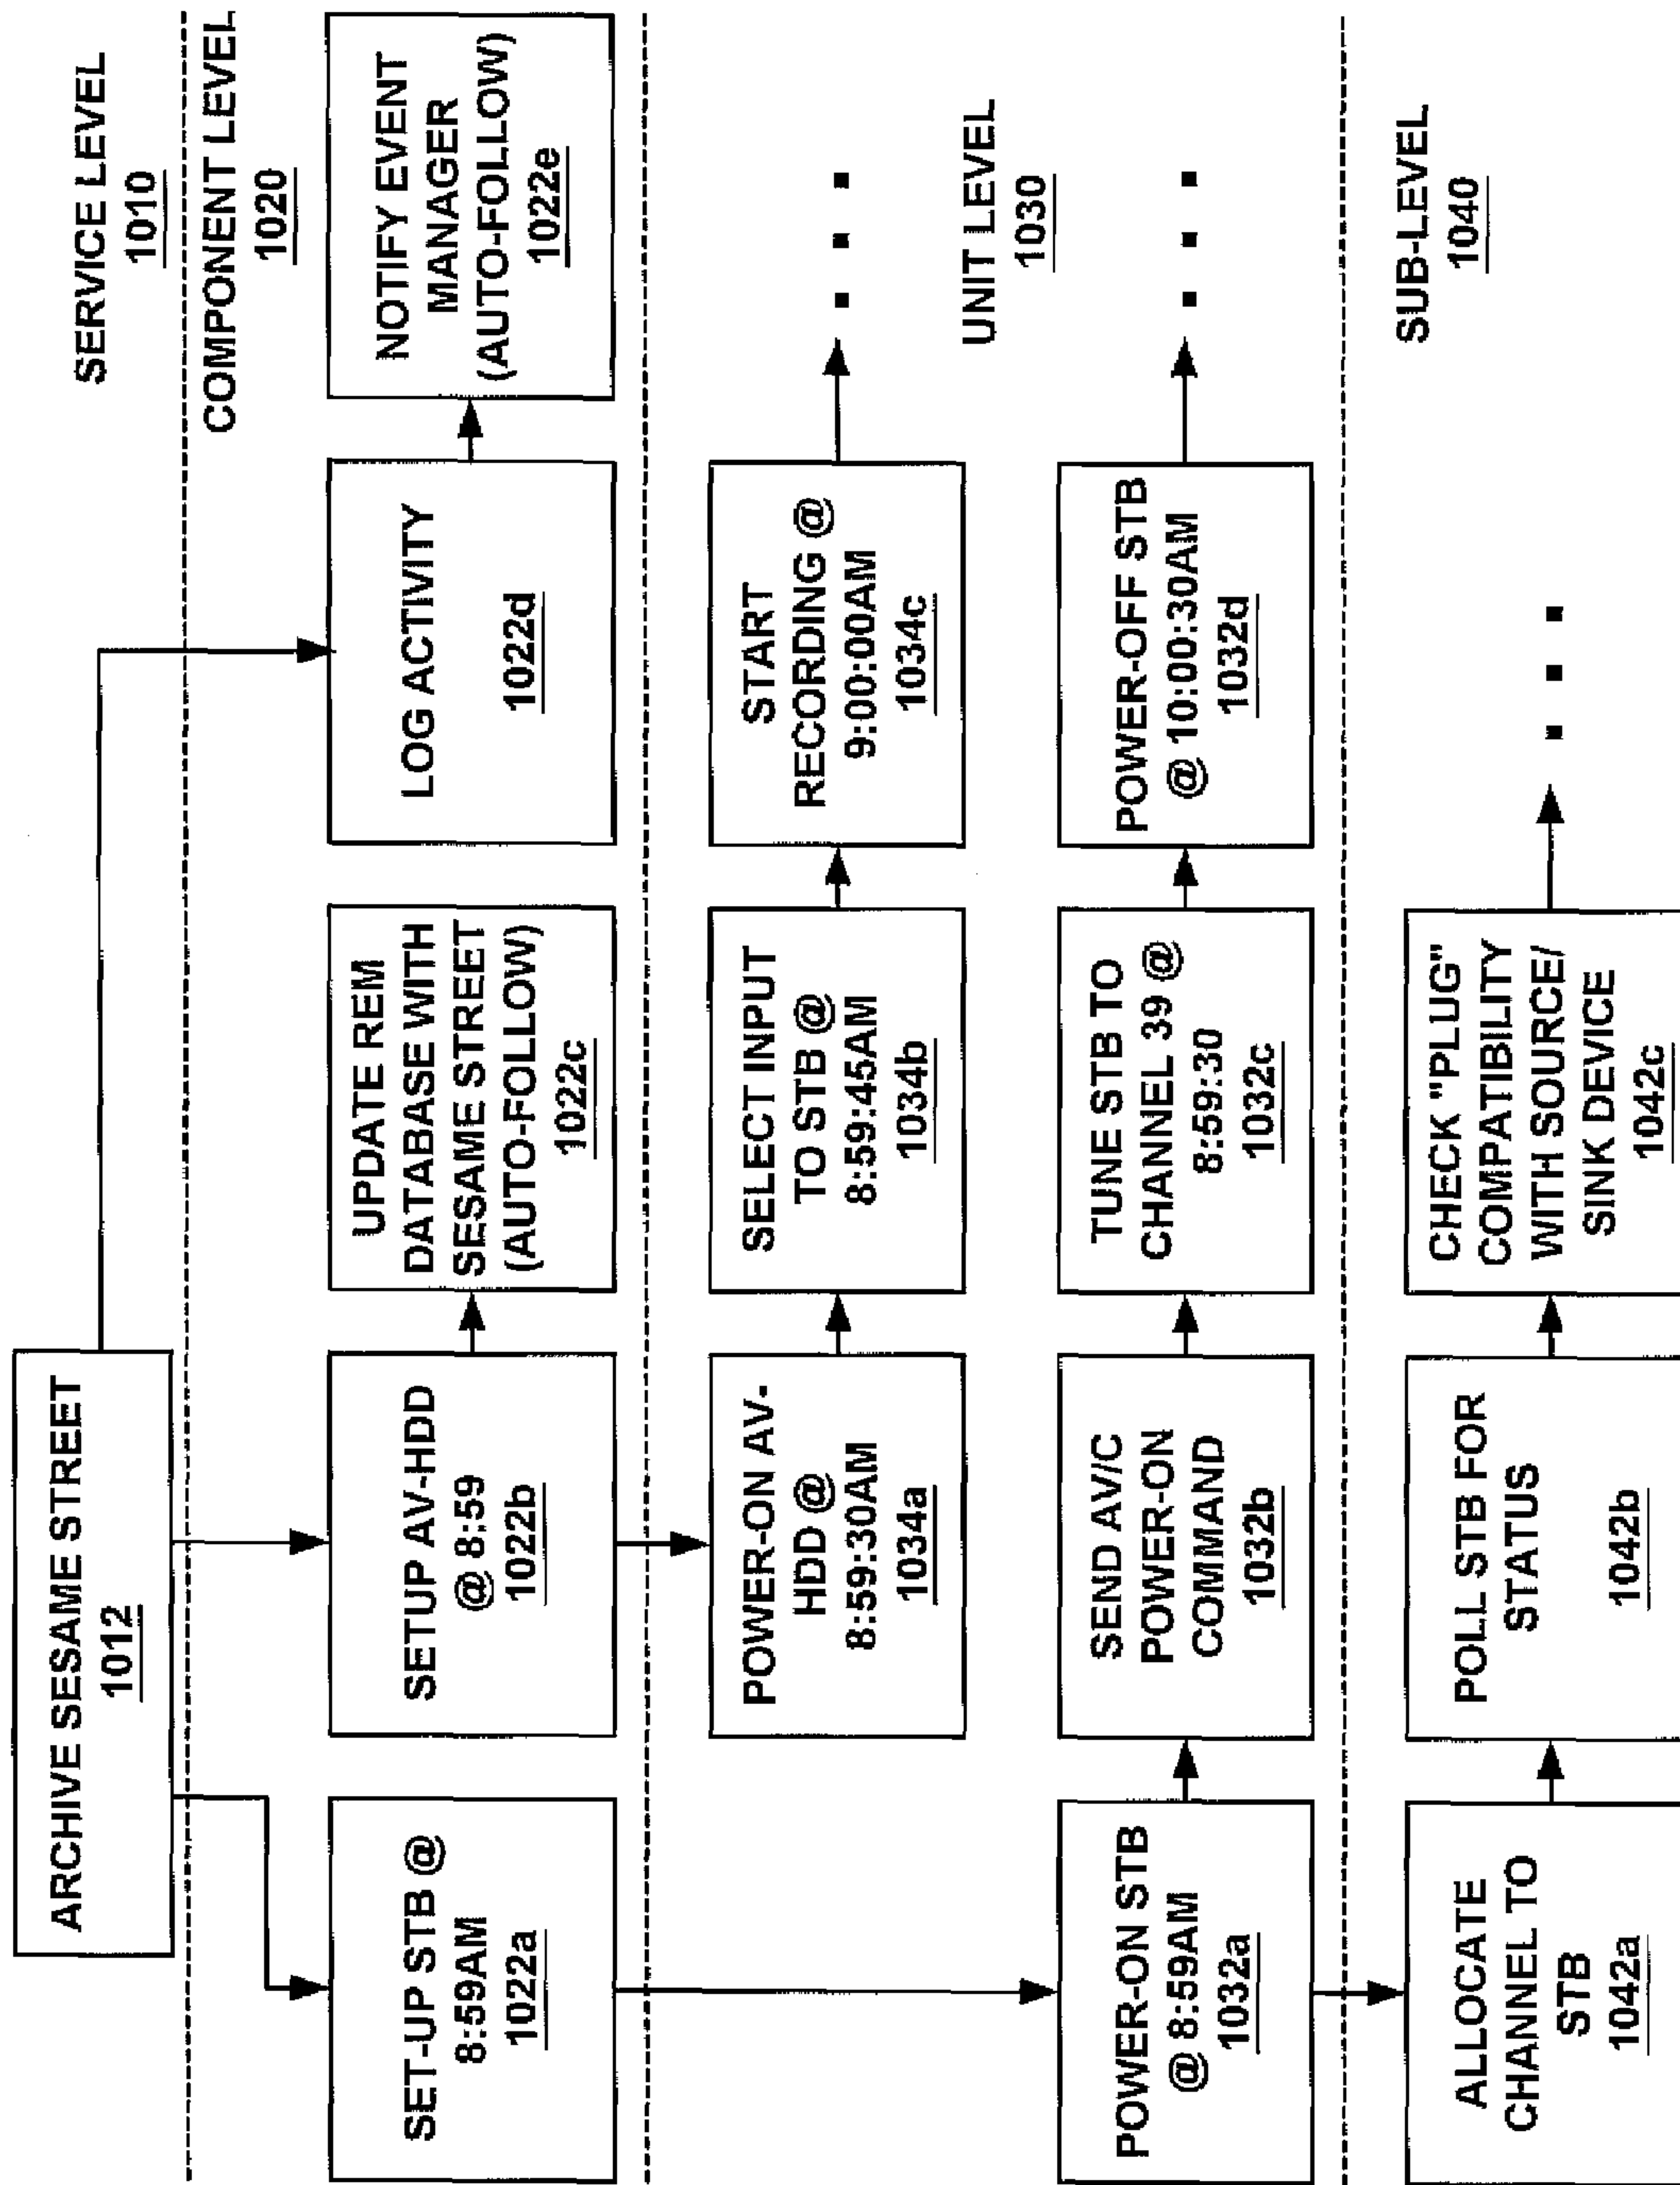 SERVICE LEVEL
1010
ARCHIVE SESAME STREET
1012
COMPONENT LEVEL
1020
SET-UP STB @
8:59AM
1022a
SETUP AV-HDD
@ 8:59
1022b
UPDATE REM
DATABASE WITH
SESAME STREET
(AUTO-FOLLOW)
1022c
LOG ACTIVITY
1022d
NOTIFY EVENT
MANAGER
(AUTO-FOLLOW)
1022e
POWER-ON AV-
HDD @
8:59:30AM
1034a
SELECT INPUT
TO STB @
8:59:45AM
1034b
START
RECORDING @
9:00:00AM
1034c
UNIT LEVEL
1030
POWER-ON STB
@ 8:59AM
1032a
SEND AV/C
POWER-ON
COMMAND
1032b
TUNE STB TO
CHANNEL 39 @
8:59:30
1032c
POWER-OFF STB
@ 10:00:30AM
1032d
SUB-LEVEL
1040
ALLOCATE
CHANNEL TO
STB
1042a
POLL STB FOR
STATUS
1042b
CHECK "PLUG"
COMPATIBILITY
WITH SOURCE/
SINK DEVICE
1042c